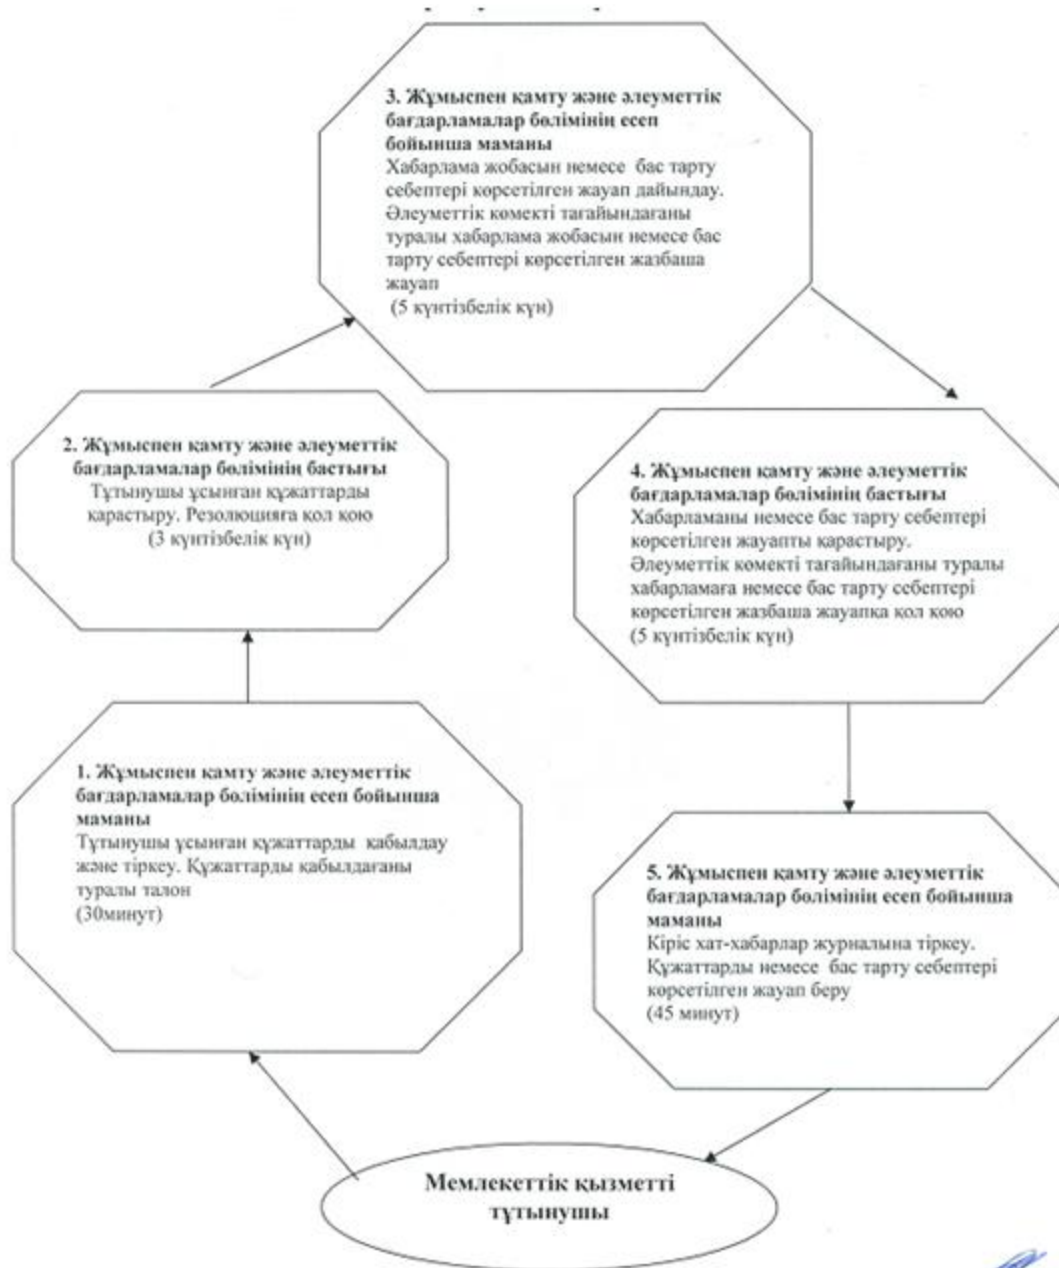 3. Жұмыспен қамту және әлеуметтік
бағдарламалар бөлімінің есеп
бойынша маманы
Хабарлама жобасын немесе бас тарту
себептері көрсетілген жауап дайындау.
Әлеуметтік көмекті тағайындағаны
туралы хабарлама жобасын немесе бас
тарту себептері көрсетілген жазбаша
жауап
(5 күнтізбелік күн)
2. Жұмыспен қамту және әлеуметтік
бағдарламалар бөлімінің бастығы
Тұтынушы ұсынған құжаттарды
қарастыру. Резолюцияға қол қою
(3 күнтізбелік күн)
4. Жұмыспен қамту және әлеуметтік
бағдарламалар бөлімінің бастығы
Хабарламаны немесе бас тарту себептері
көрсетілген жауапты қарастыру.
Әлеуметтік көмекті тағайындағаны туралы
хабарламаға немесе бас тарту себептері
көрсетілген жазбаша жауапқа қол қою
(5 күнтізбелік күн)
1. Жұмыспен қамту және әлеуметтік
бағдарламалар бөлімінің есеп бойынша
маманы
Тұтынушы ұсынған құжаттарды қабылдау
және тіркеу. Құжаттарды қабылдағаны
туралы талон
(30минут)
5. Жұмыспен қамту және әлеуметтік
бағдарламалар бөлімінің есеп бойынша
маманы
Кіріс хат-хабарлар журналына тіркеу.
Құжаттарды немесе бас тарту себептері
көрсетілген жауап беру
(45 минут)
Мемлекеттік қызметті
тұтынушы